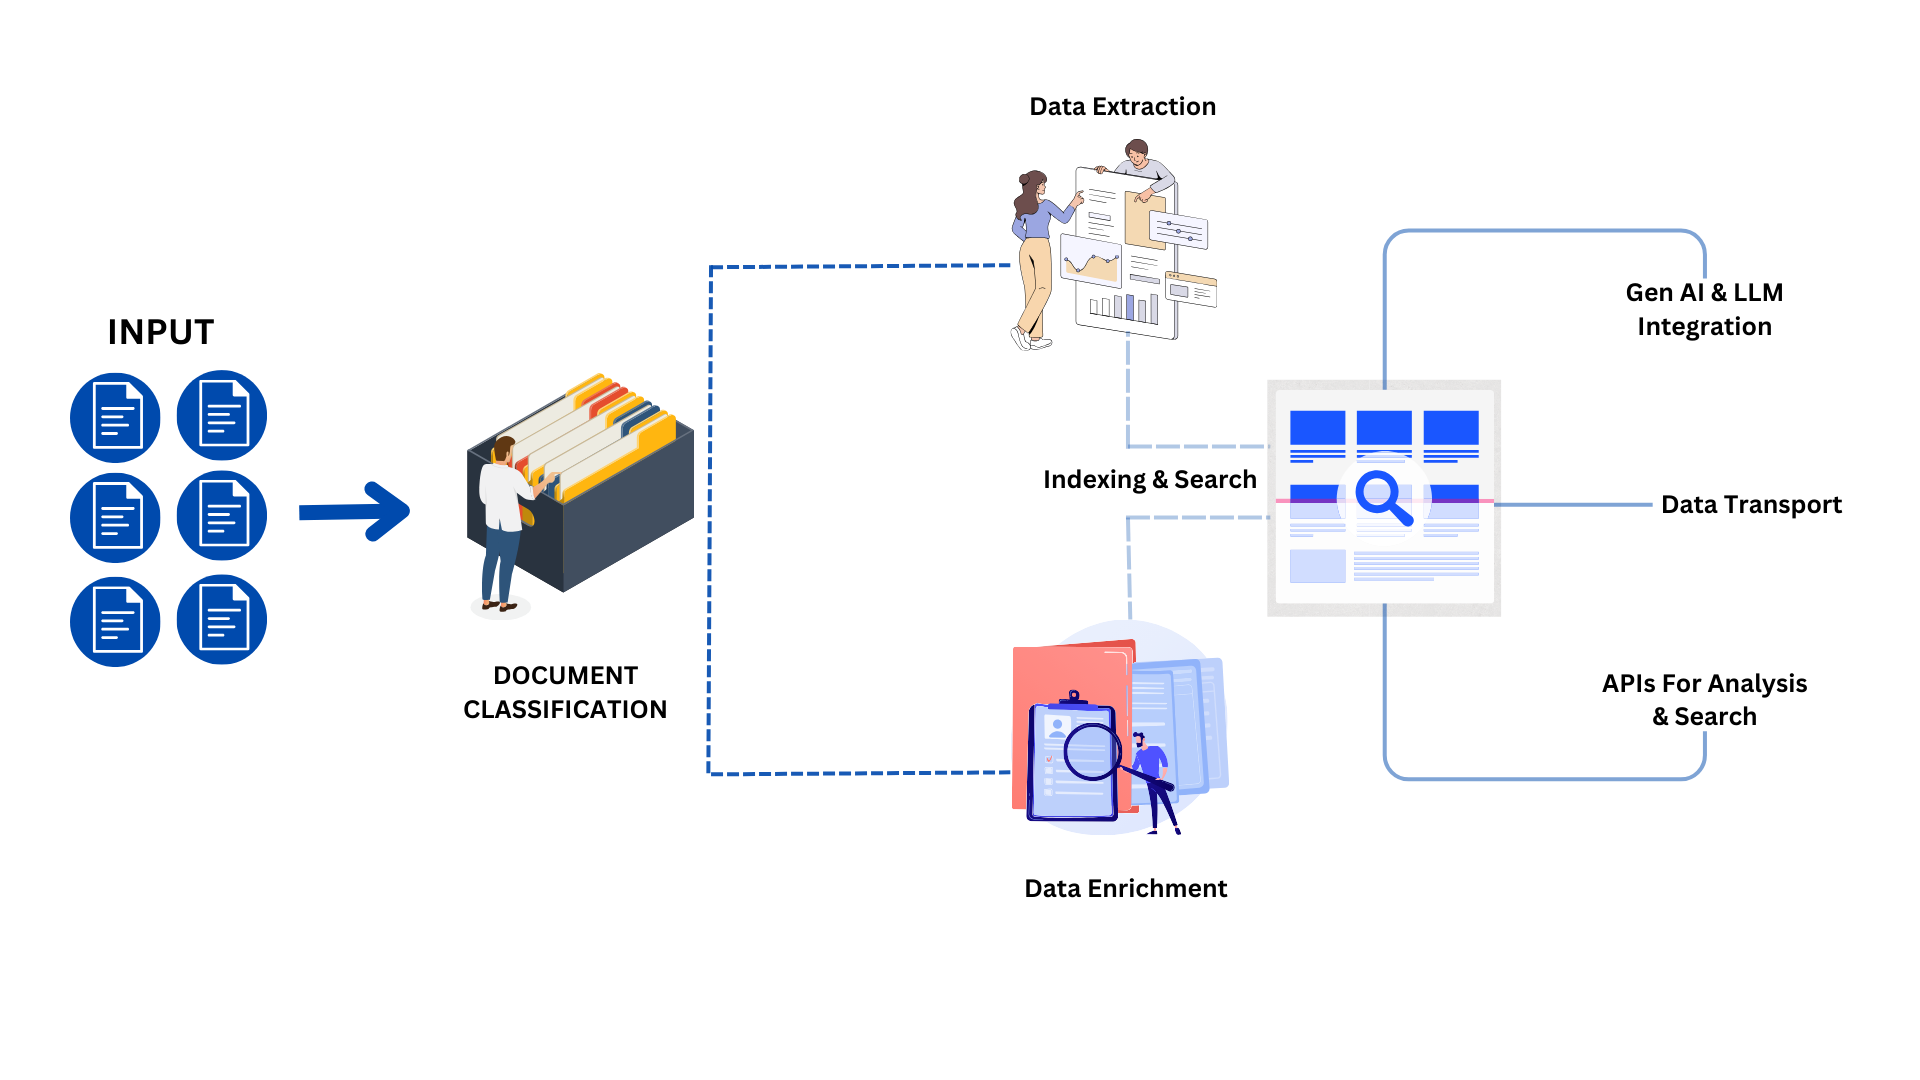 INPUT
DOCUMENT
CLASSIFICATION
Data Extraction
Indexing & Search
Data Enrichment
Gen AI & LLM
Integration
Data Transport
APIs For Analysis
& Search